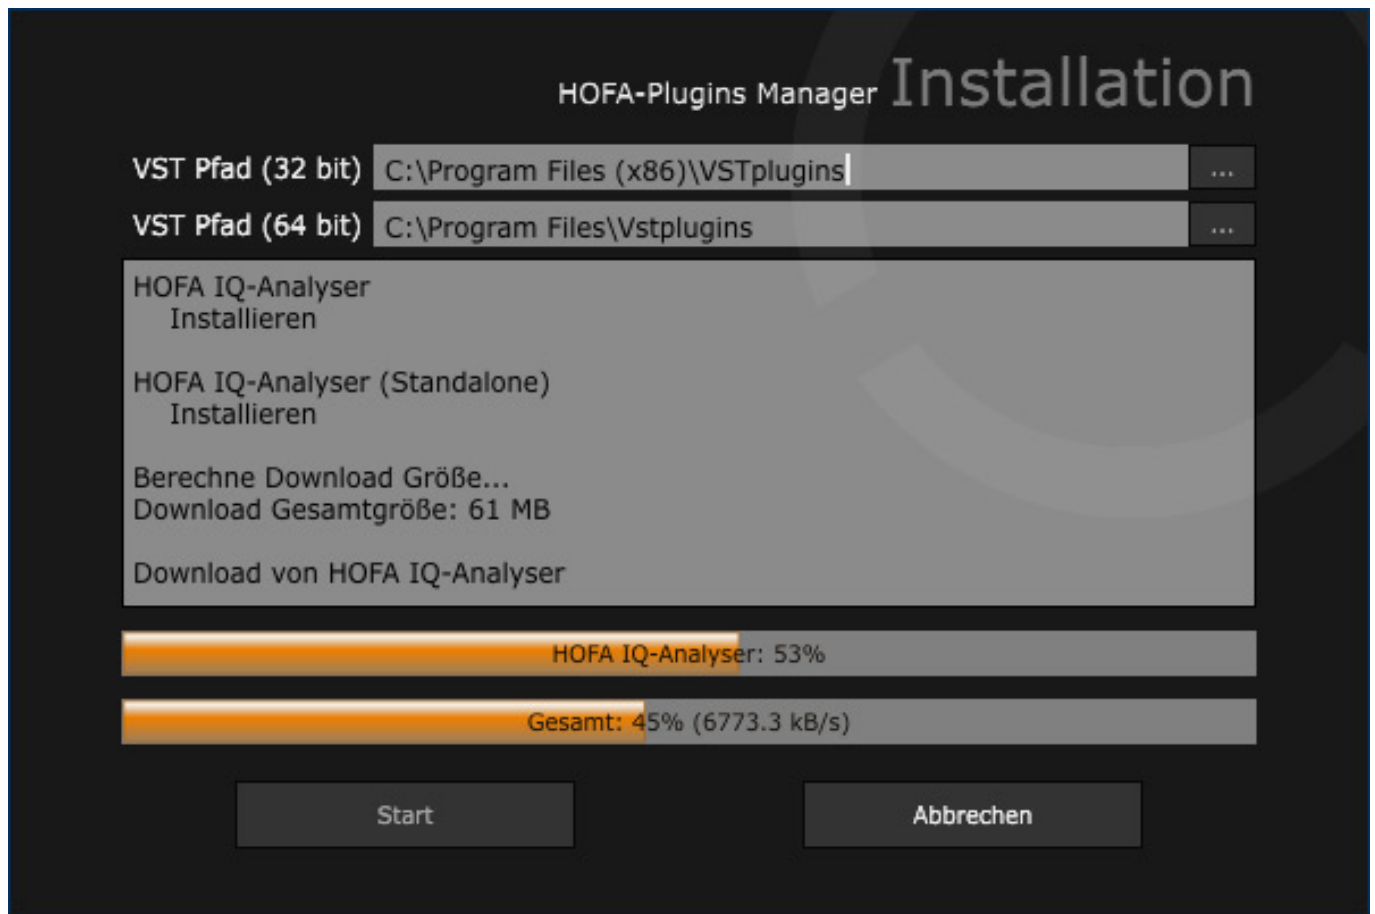 HOFA-Plugins Manager Installation
VST Pfad (32 bit) C:\Program Files (x86)\VSTplugins ...
VST Pfad (64 bit) C:\Program Files\Vstplugins ...
HOFA IQ-Analyser
Installieren
HOFA IQ-Analyser (Standalone)
Installieren
Berechne Download Größe...
Download Gesamtgröße: 61 MB
Download von HOFA IQ-Analyser
HOFA IQ-Analyser: 53%
Gesamt: 45% (6773.3 kB/s)
Start Abbrechen